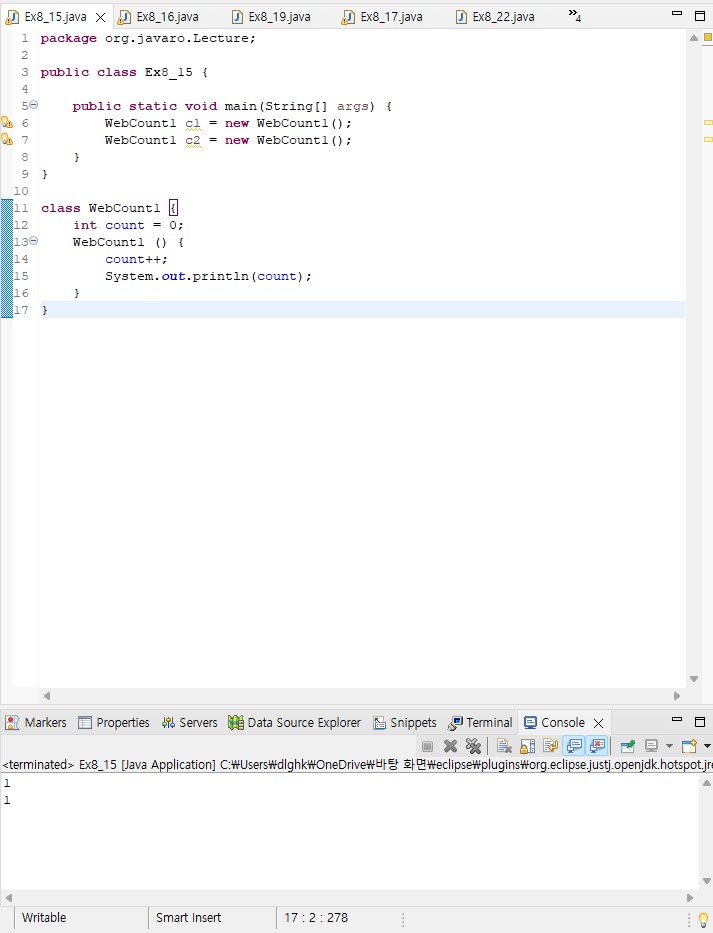 Ex8_15.java Ex8_16.java Ex8_19.java Ex8_17.java Ex8_22.java »4
1 package org.javaro.Lecture;
2
3 public class Ex8_15 {
4
5 public static void main(String[] args) {
6 WebCount1 c1 = new WebCount1();
7 WebCount1 c2 = new WebCount1();
8 }
9 }
10
11 class WebCount1 {
12 int count = 0;
13 WebCount1 () {
14 count++;
15 System.out.println(count);
16 }
17 }
Markers Properties Servers Data Source Explorer Snippets Terminal Console
<terminated> Ex8_15 [Java Application] C:₩Users₩dlghk₩OneDrive₩바탕 화면₩eclipse₩plugins₩org.eclipse.justj.openjdk.hotspot.jre
1
1
Writable Smart Insert 17 : 2 : 278